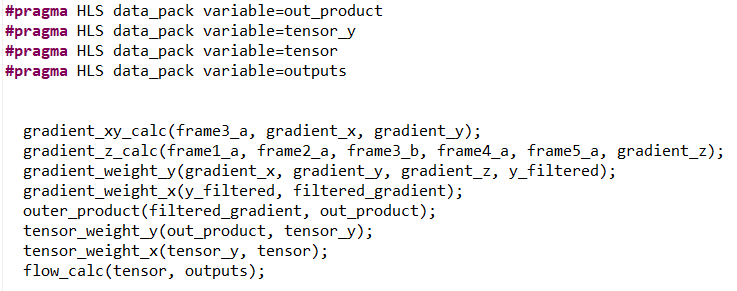 #pragma HLS data_pack variable=out_product
#pragma HLS data_pack variable=tensor_y
#pragma HLS data_pack variable=tensor
#pragma HLS data_pack variable=outputs
gradient_xy_calc(frame3_a, gradient_x, gradient_y);
gradient_z_calc(frame1_a, frame2_a, frame3_b, frame4_a, frame5_a, gradient_z);
gradient_weight_y(gradient_x, gradient_y, gradient_z, y_filtered);
gradient_weight_x(y_filtered, filtered_gradient);
outer_product(filtered_gradient, out_product);
tensor_weight_y(out_product, tensor_y);
tensor_weight_x(tensor_y, tensor);
flow_calc(tensor, outputs);